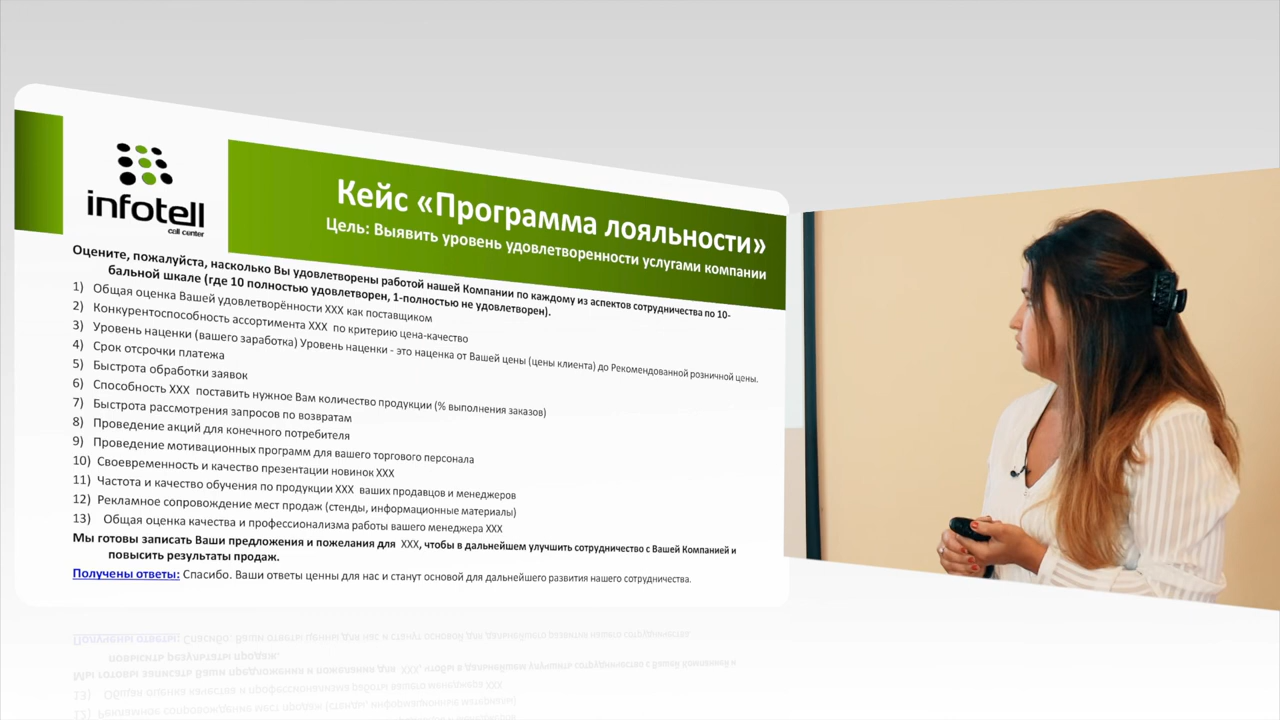 infotell
call center
Кейс «Программа лояльности»
Цель: Выявить уровень удовлетворенности услугами компании
Оцените, пожалуйста, насколько Вы удовлетворены работой нашей Компании по каждому из аспектов сотрудничества по 10-
бальной шкале (где 10 полностью удовлетворен, 1-полностью не удовлетворен).
1) Общая оценка Вашей удовлетворённости ХХХ как поставщиком
2) Конкурентоспособность ассортимента ХХХ по критерию цена-качество
3) Уровень наценки (вашего заработка) Уровень наценки - это наценка от Вашей цены (цены клиента) до Рекомендованной розничной цены.
4) Срок отсрочки платежа
5) Быстрота обработки заявок
6) Способность ХХХ поставить нужное Вам количество продукции (% выполнения заказов)
7) Быстрота рассмотрения запросов по возвратам
8) Проведение акций для конечного потребителя
9) Проведение мотивационных программ для вашего торгового персонала
10) Своевременность и качество презентации новинок ХХХ
11) Частота и качество обучения по продукции ХХХ ваших продавцов и менеджеров
12) Рекламное сопровождение мест продаж (стенды, информационные материалы)
13) Общая оценка качества и профессионализма работы вашего менеджера ХХХ
Мы готовы записать Ваши предложения и пожелания для ХХХ, чтобы в дальнейшем улучшить сотрудничество с Вашей Компанией и
повысить результаты продаж.
Получены ответы: Спасибо. Ваши ответы ценны для нас и станут основой для дальнейшего развития нашего сотрудничества.